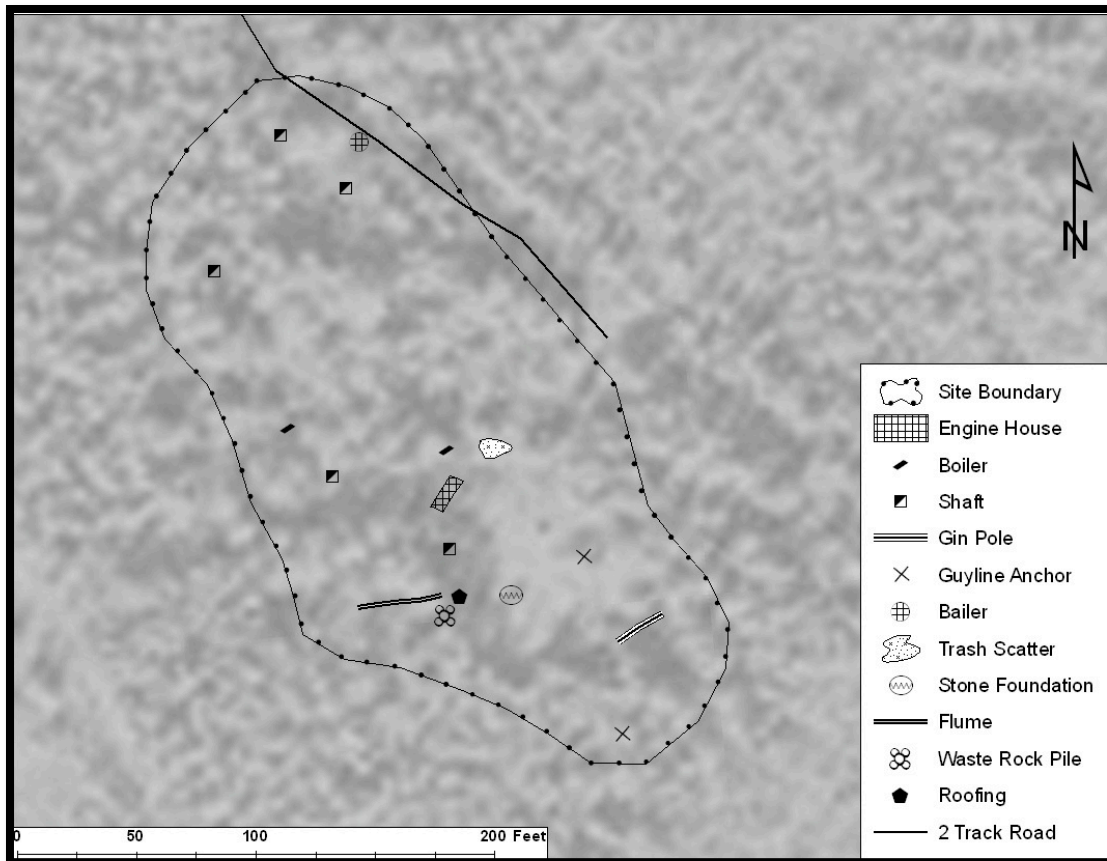 N
Site Boundary
Engine House
Boiler
Shaft
Gin Pole
Guyline Anchor
Bailer
Trash Scatter
Stone Foundation
Flume
Waste Rock Pile
Roofing
2 Track Road
0 50 100 200 Feet